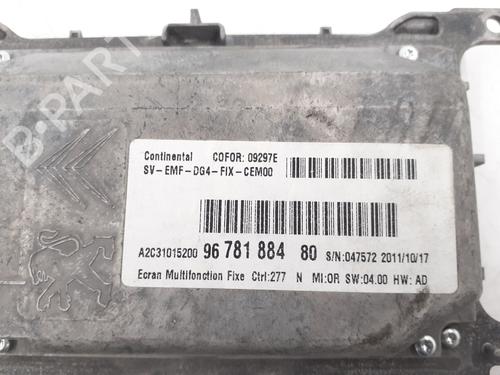 Continental COFOR: 09297E
SV-EMF-DG4-FIX-CEM00
A2C31015200 96 781 884 80 S/N:047572 2011/10/17
Ecran Multifonction Fixe Ctrl:277 N MI:OR SW:04.00 HW: AD
B-PARTS